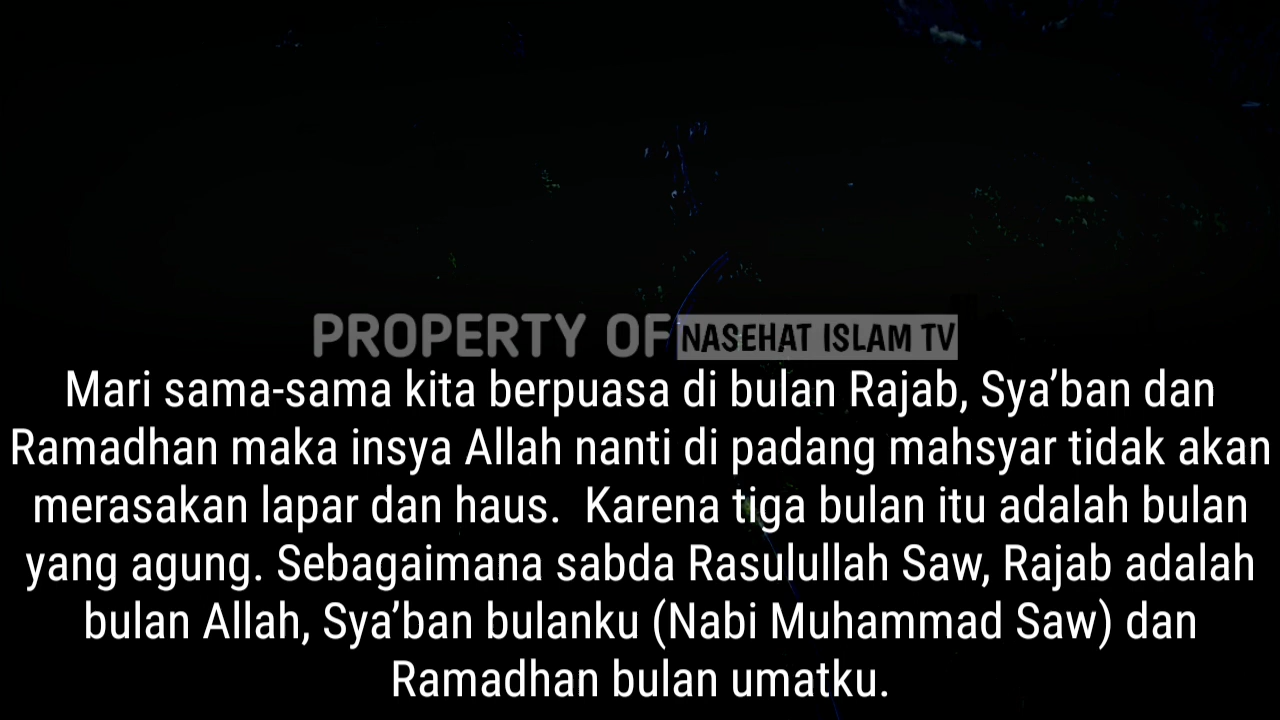 PROPERTY OF NASEHAT ISLAM TV
Mari sama-sama kita berpuasa di bulan Rajab, Sya’ban dan
Ramadhan maka insya Allah nanti di padang mahsyar tidak akan
merasakan lapar dan haus.  Karena tiga bulan itu adalah bulan
yang agung. Sebagaimana sabda Rasulullah Saw, Rajab adalah
bulan Allah, Sya’ban bulanku (Nabi Muhammad Saw) dan
Ramadhan bulan umatku.